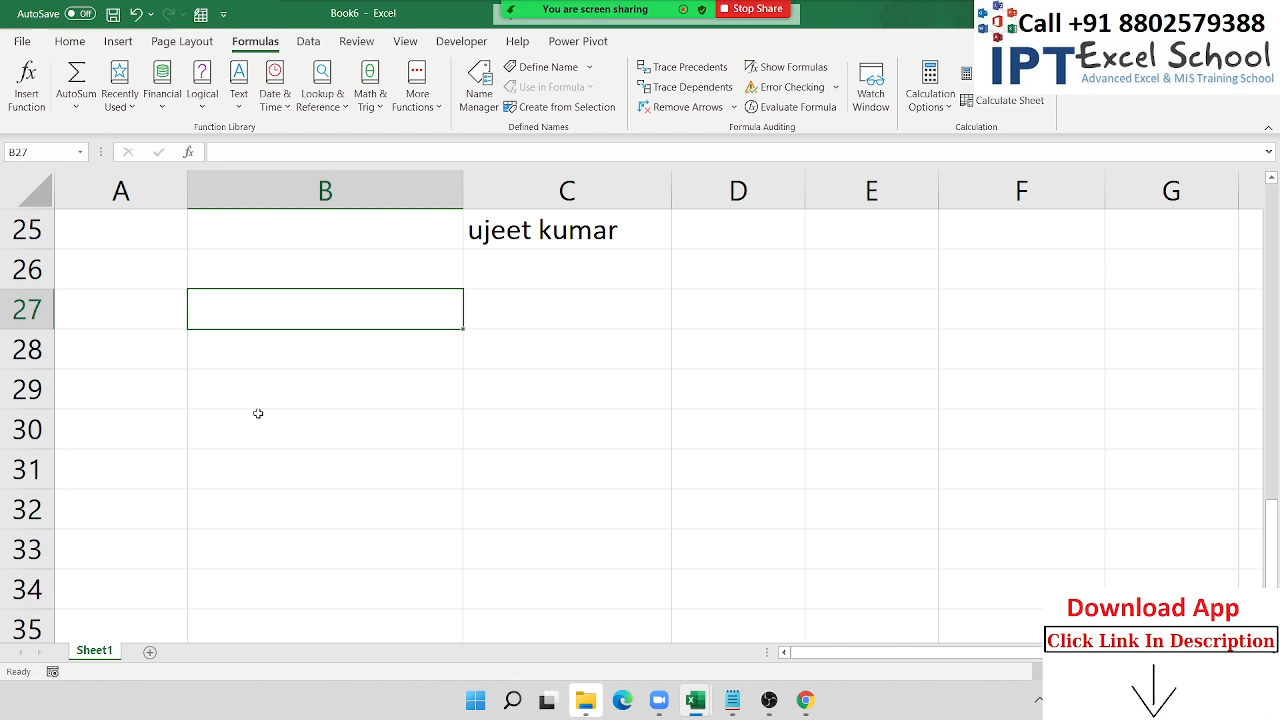 AutoSave Off
Book6 - Excel
You are screen sharing
Stop Share
Call +91 8802579388
IPT Excel School
Advanced Excel & MIS Training School
File Home Insert Page Layout Formulas Data Review View Developer Help Power Pivot
Insert Function
AutoSum
Recently Used
Financial
Logical
Text
Date & Time
Lookup & Reference
Math & Trig
More Functions
Function Library
Name Manager
Define Name
Use in Formula
Create from Selection
Defined Names
Trace Precedents
Trace Dependents
Remove Arrows
Show Formulas
Error Checking
Evaluate Formula
Formula Auditing
Watch Window
Calculation Options
Calculate Sheet
Calculation
B27
fx
A B C D E F G
25 ujeet kumar
26
27
28
29
30
31
32
33
34
35
Sheet1
Ready
Download App
Click Link In Description